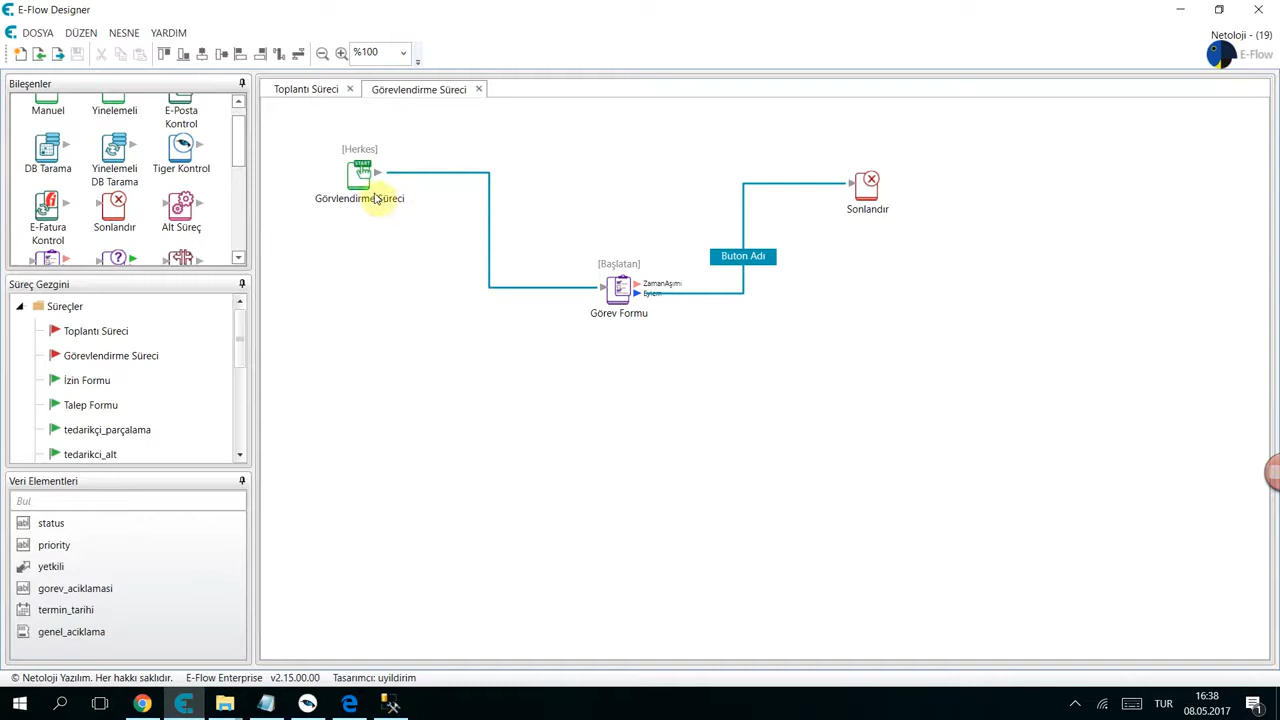 E-Flow Designer
DOSYA DÜZEN NESNE YARDIM
Netoloji - (19)
E-Flow
%100
Bileşenler
Manuel Yinelemeli E-Posta Kontrol
DB Tarama Yinelemeli DB Tarama Tiger Kontrol
E-Fatura Kontrol Sonlandır Alt Süreç
Süreç Gezgini
Süreçler
Toplantı Süreci
Görevlendirme Süreci
İzin Formu
Talep Formu
tedarikçi_parçalama
tedarikci_alt
Veri Elementleri
Bul
status
priority
yetkili
gorev_aciklamasi
termin_tarihi
genel_aciklama
Toplantı Süreci
Görevlendirme Süreci
[Herkes]
START
Görvlendirme Süreci
[Başlatan]
ZamanAşımı
Eylem
Görev Formu
Buton Adı
Sonlandır
© Netoloji Yazılım. Her hakkı saklıdır. E-Flow Enterprise v2.15.00.00 Tasarımcı: uyildirim
TUR
16:38
08.05.2017
1